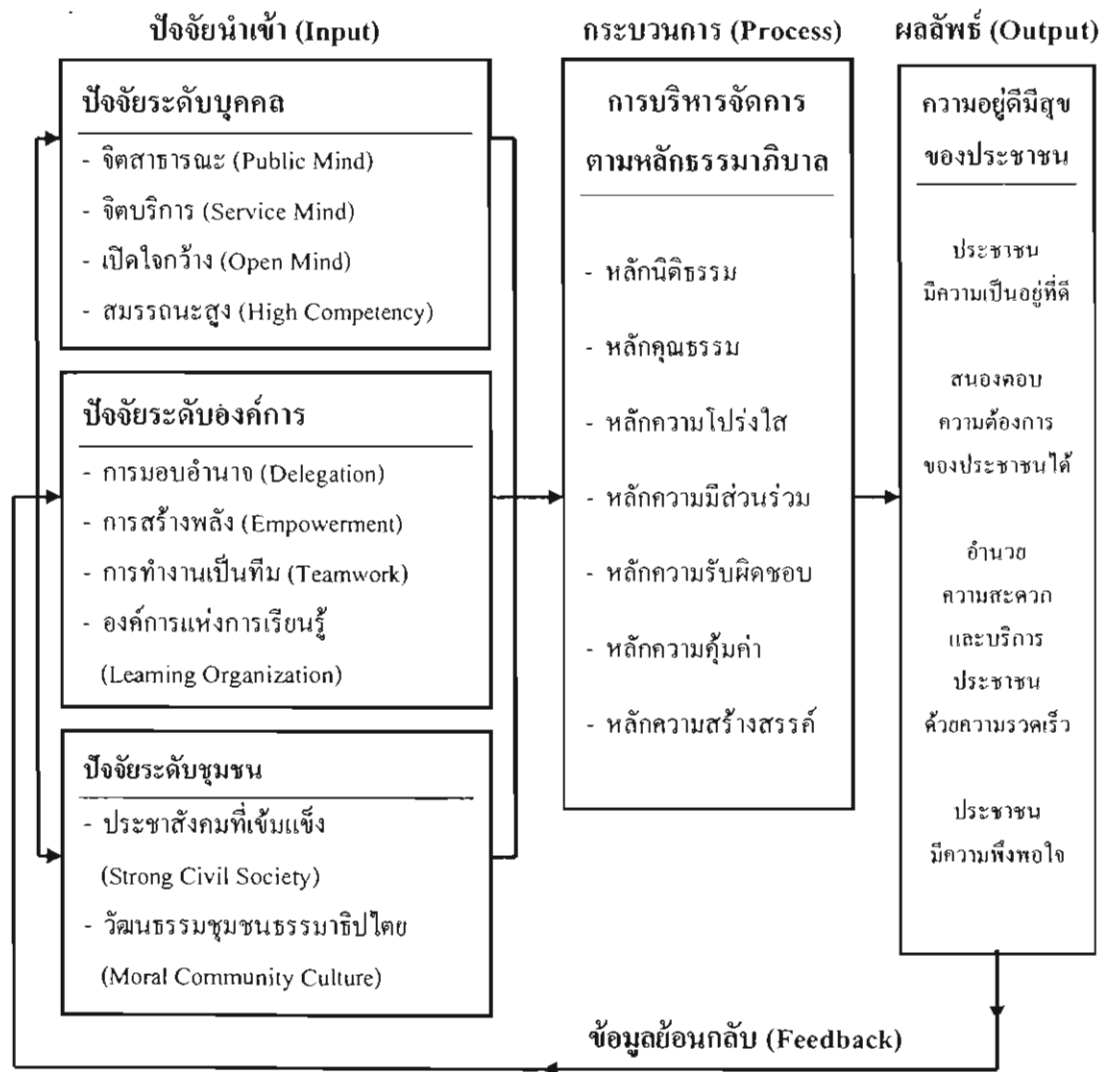 ปัจจัยนำเข้า (Input)
ปัจจัยระดับบุคคล
- จิตสาธารณะ (Public Mind)
- จิตบริการ (Service Mind)
- เปิดใจกว้าง (Open Mind)
- สมรรถนะสูง (High Competency)
ปัจจัยระดับองค์การ
- การมอบอำนาจ (Delegation)
- การสร้างพลัง (Empowerment)
- การทำงานเป็นทีม (Teamwork)
- องค์การแห่งการเรียนรู้
(Learning Organization)
ปัจจัยระดับชุมชน
- ประชาสังคมที่เข้มแข็ง
(Strong Civil Society)
- วัฒนธรรมชุมชนธรรมาธิปไตย
(Moral Community Culture)
กระบวนการ (Process)
การบริหารจัดการ
ตามหลักธรรมาภิบาล
- หลักนิติธรรม
- หลักคุณธรรม
- หลักความโปร่งใส
- หลักความมีส่วนร่วม
- หลักความรับผิดชอบ
- หลักความคุ้มค่า
- หลักความสร้างสรรค์
ผลลัพธ์ (Output)
ความอยู่ดีมีสุข
ของประชาชน
ประชาชน
มีความเป็นอยู่ที่ดี
สนองตอบ
ความต้องการ
ของประชาชนได้
อำนวย
ความสะดวก
และบริการ
ประชาชน
ด้วยความรวดเร็ว
ประชาชน
มีความพึงพอใจ
ข้อมูลย้อนกลับ (Feedback)